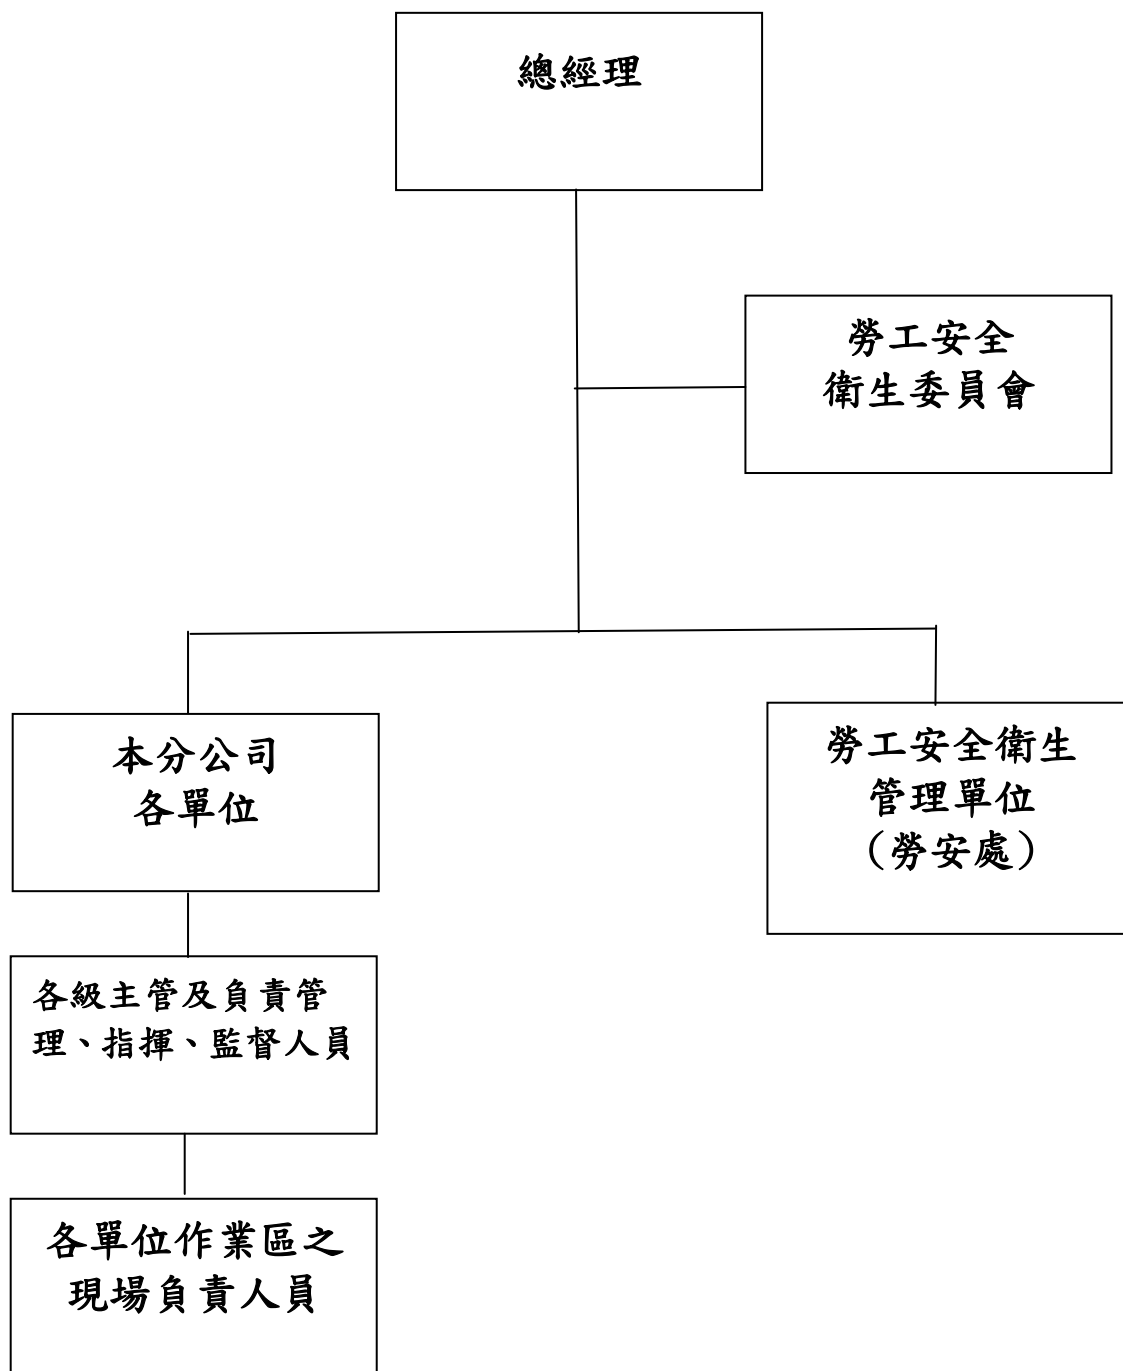 總經理
勞工安全
衛生委員會
本分公司
各單位
勞工安全衛生
管理單位
（勞安處）
各級主管及負責管
理、指揮、監督人員
各單位作業區之
現場負責人員